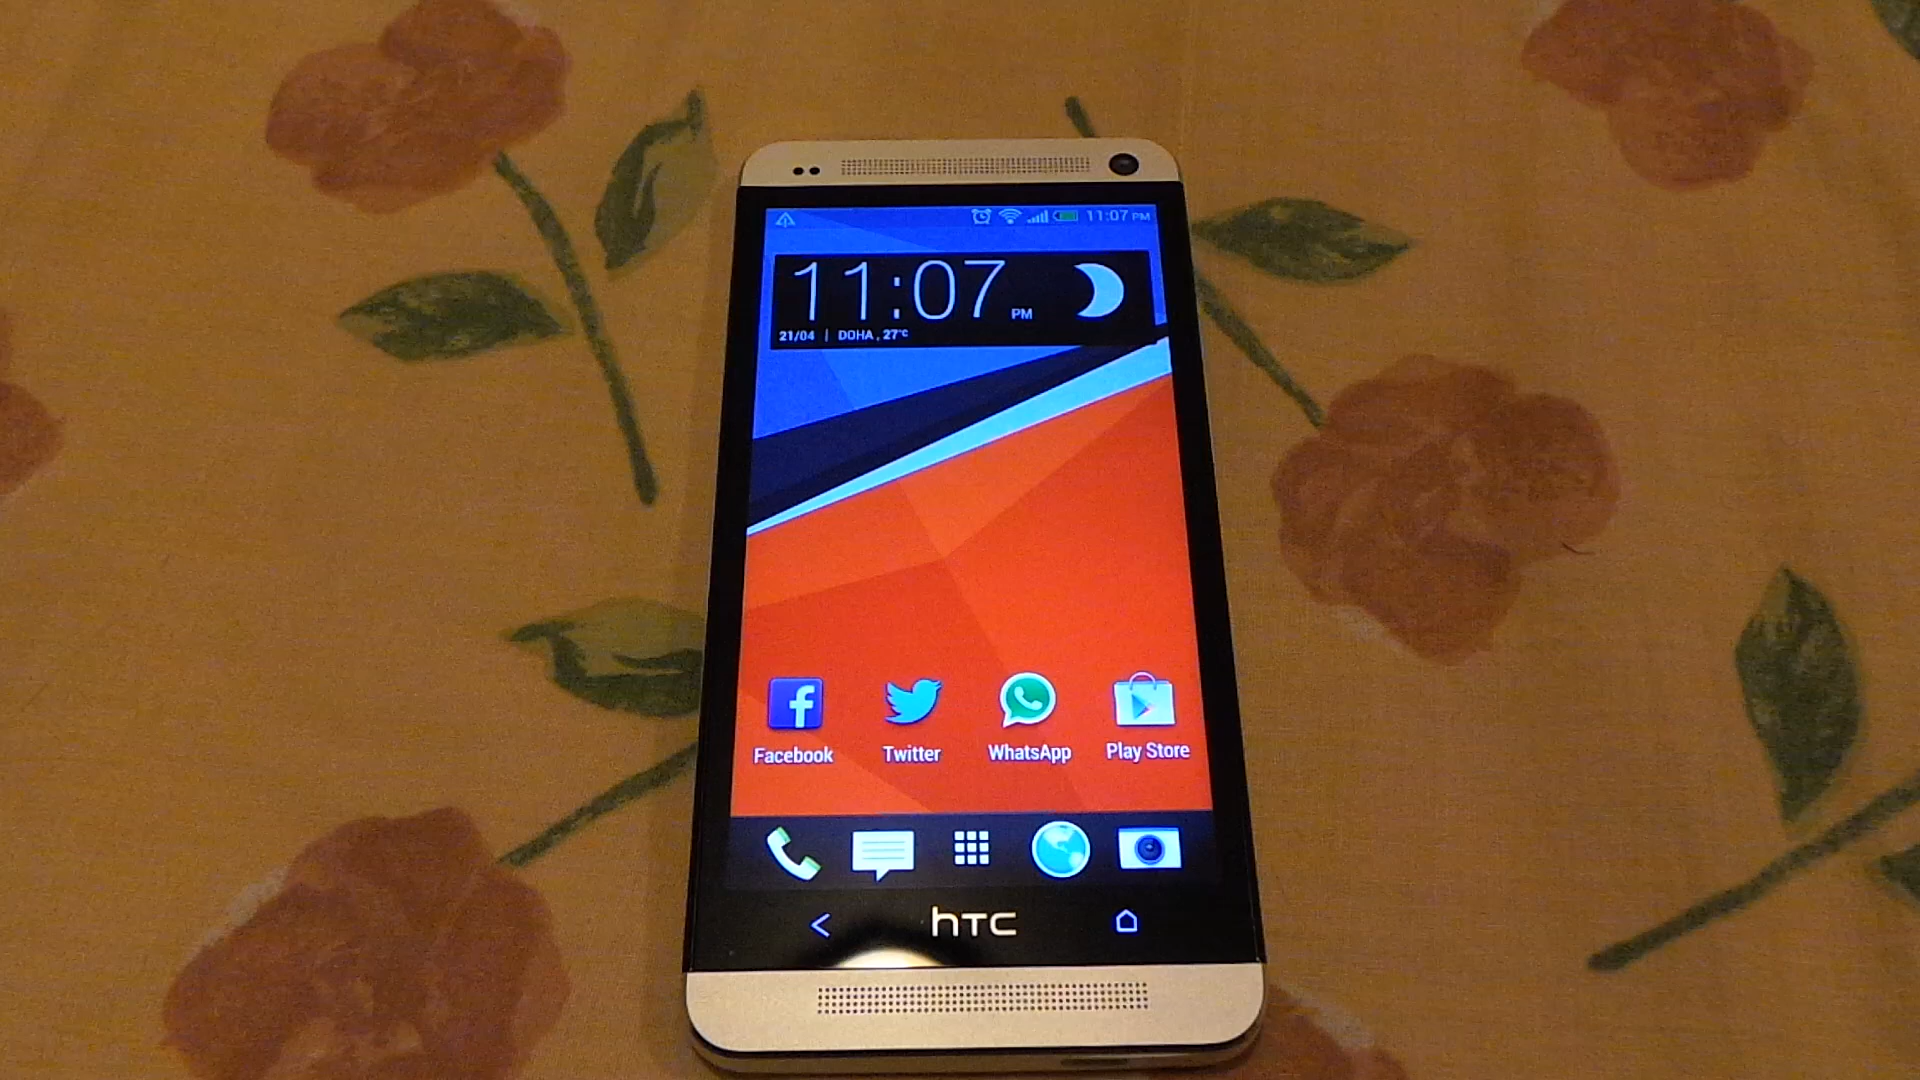 11:07 PM
11:07 PM
21/04 | DOHA , 27°C
Facebook Twitter WhatsApp Play Store
hTC